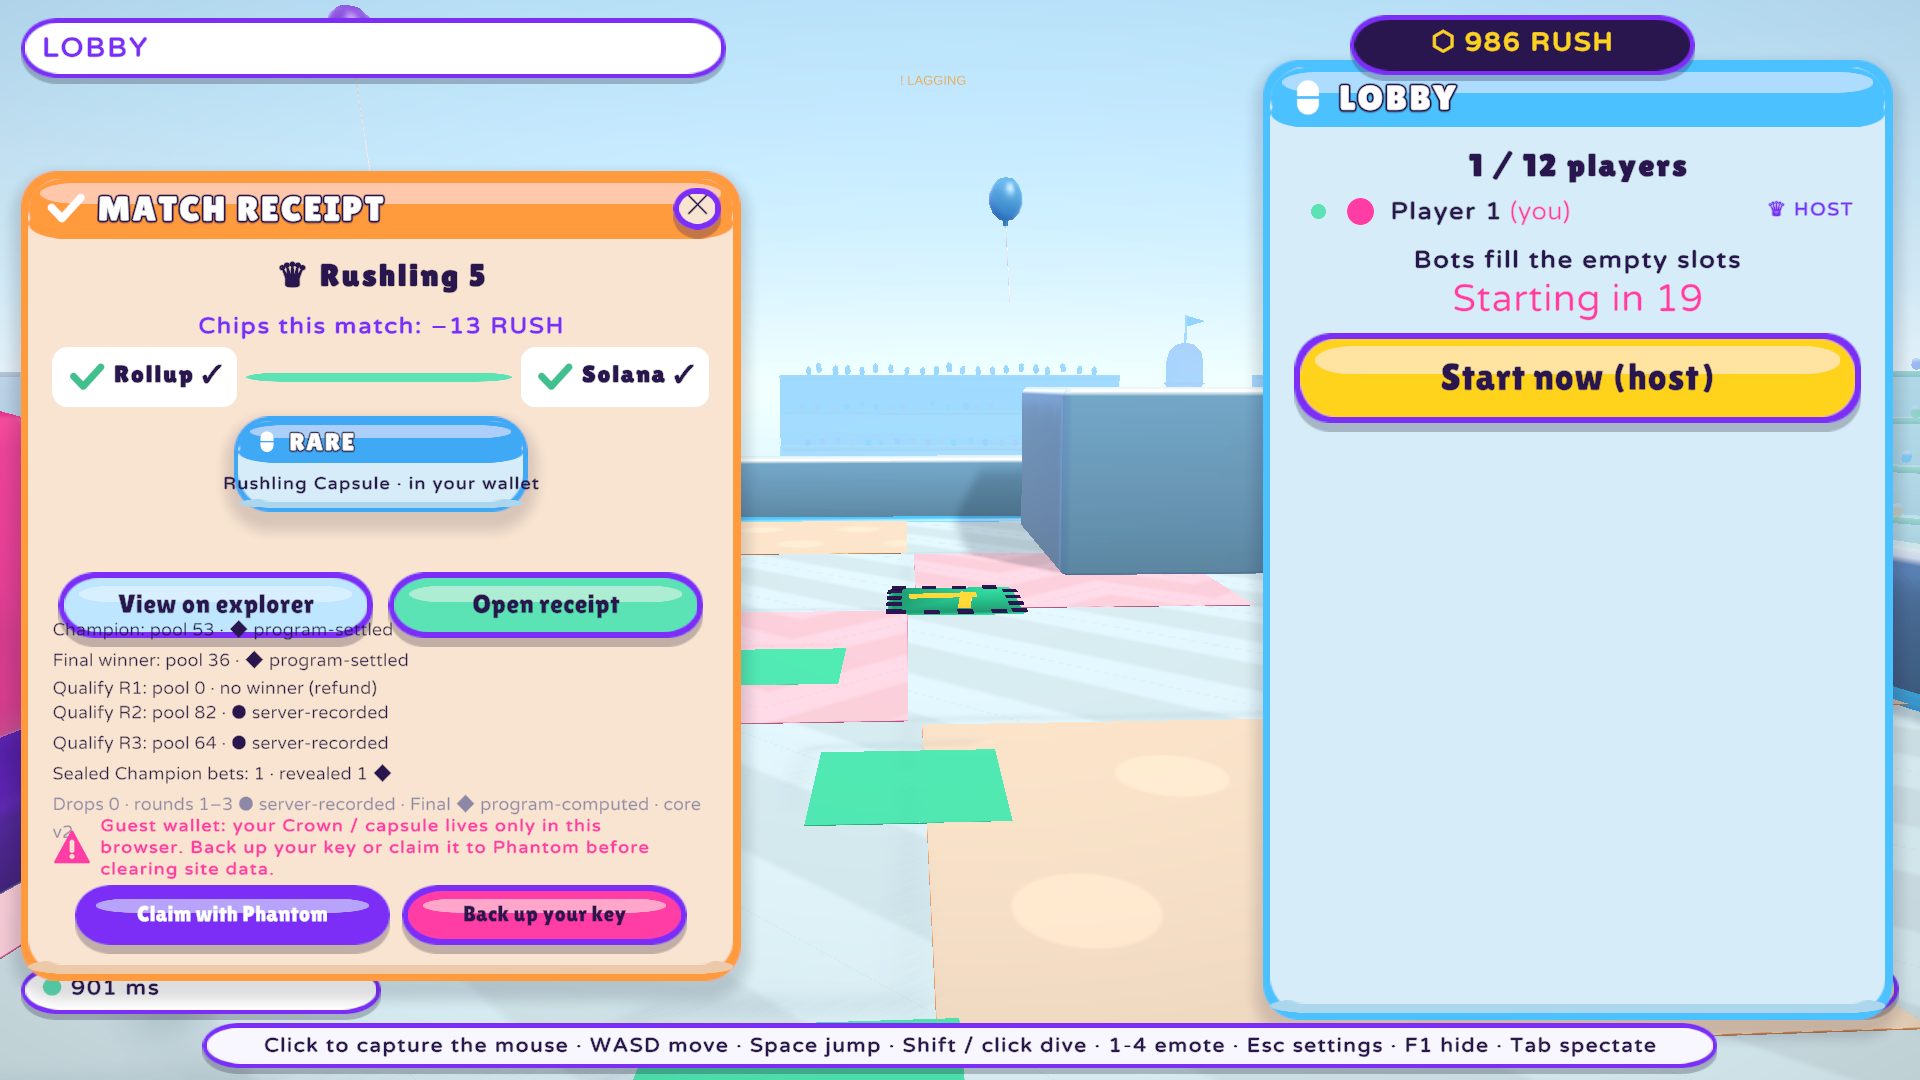 LOBBY
! LAGGING
986 RUSH
MATCH RECEIPT
Rushling 5
Chips this match: −13 RUSH
Rollup ✓
Solana ✓
RARE
Rushling Capsule · in your wallet
View on explorer
Open receipt
Champion: pool 53 · ◆ program-settled
Final winner: pool 36 · ◆ program-settled
Qualify R1: pool 0 · no winner (refund)
Qualify R2: pool 82 · ● server-recorded
Qualify R3: pool 64 · ● server-recorded
Sealed Champion bets: 1 · revealed 1 ◆
Drops 0 · rounds 1–3 ● server-recorded · Final ◆ program-computed · core
v2
Guest wallet: your Crown / capsule lives only in this
browser. Back up your key or claim it to Phantom before
clearing site data.
Claim with Phantom
Back up your key
901 ms
LOBBY
1 / 12 players
Player 1 (you)
♛ HOST
Bots fill the empty slots
Starting in 19
Start now (host)
Click to capture the mouse · WASD move · Space jump · Shift / click dive · 1-4 emote · Esc settings · F1 hide · Tab spectate